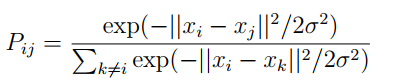 P_{ij} = \frac{\exp(-||x_i - x_j||^2/2\sigma^2)}{\sum_{k \neq i} \exp(-||x_i - x_k||^2/2\sigma^2)}